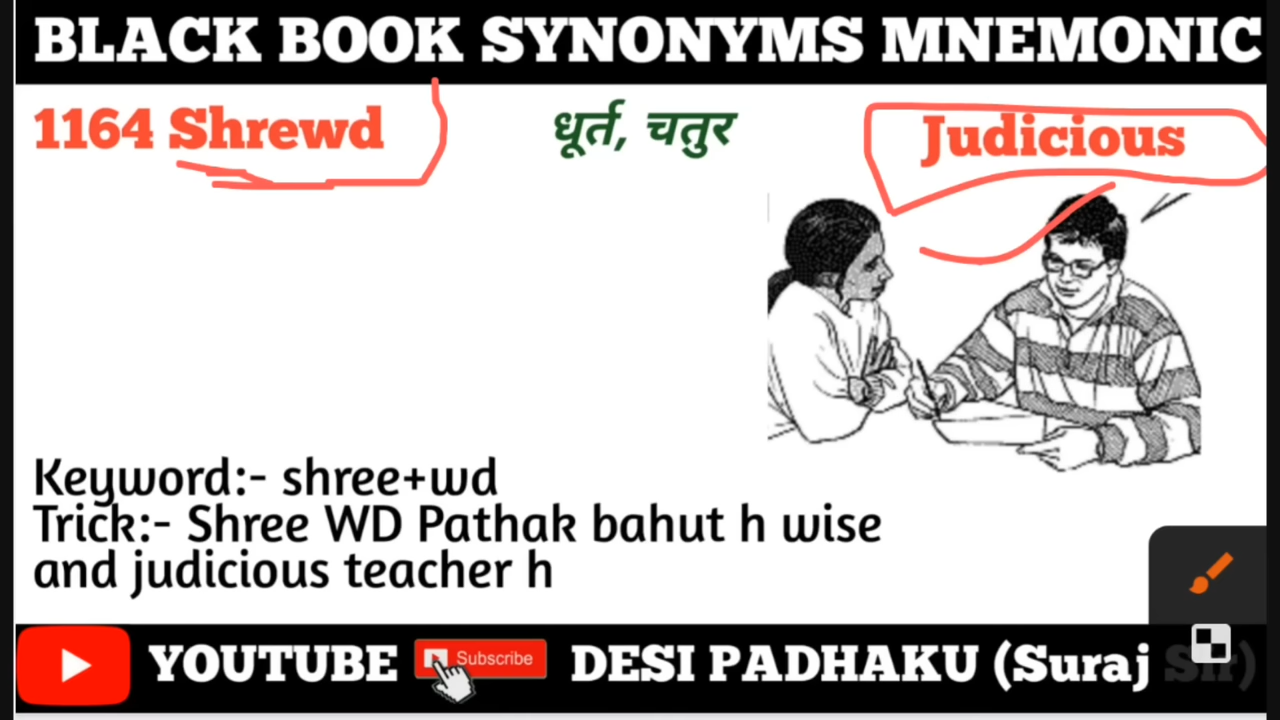 BLACK BOOK SYNONYMS MNEMONIC
1164 Shrewd धूर्त, चतुर Judicious
Keyword:- shree+wd
Trick:- Shree WD Pathak bahut h wise
and judicious teacher h
YOUTUBE Subscribe DESI PADHAKU (Suraj Sir)